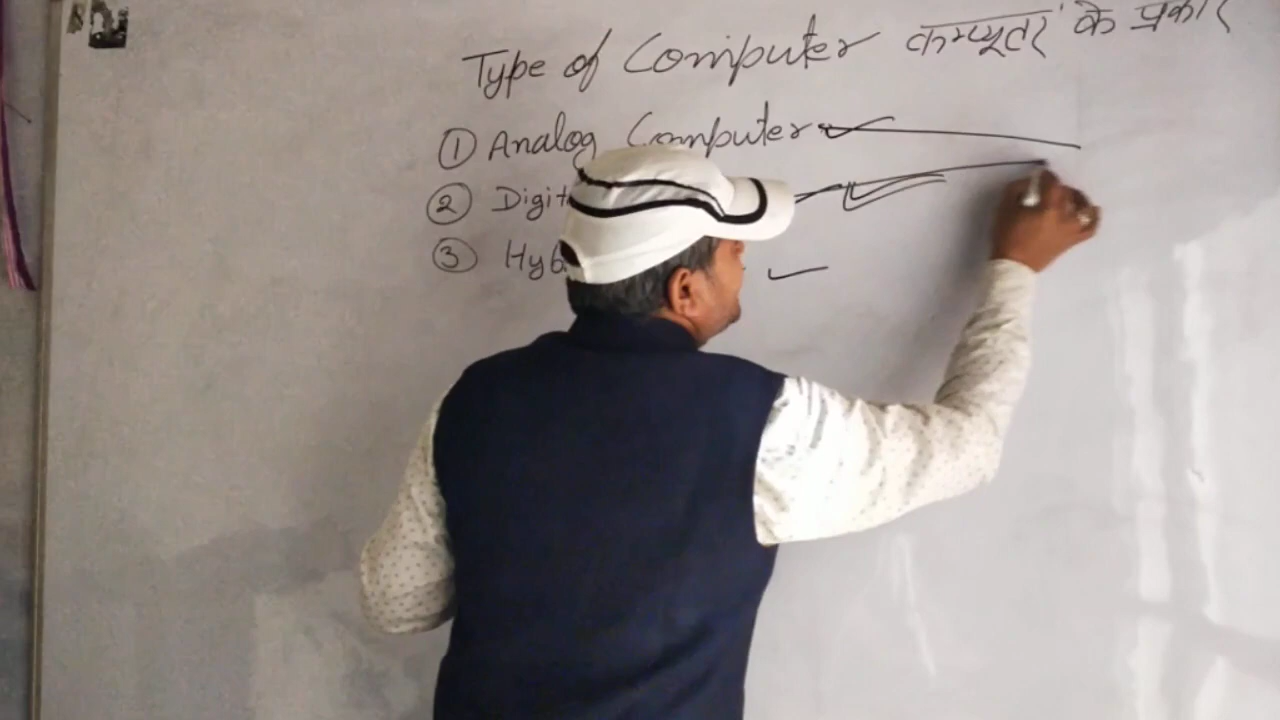 Type of Computer कम्प्यूटर के प्रकार
① Analog Computer
② Digit
③ Hyb